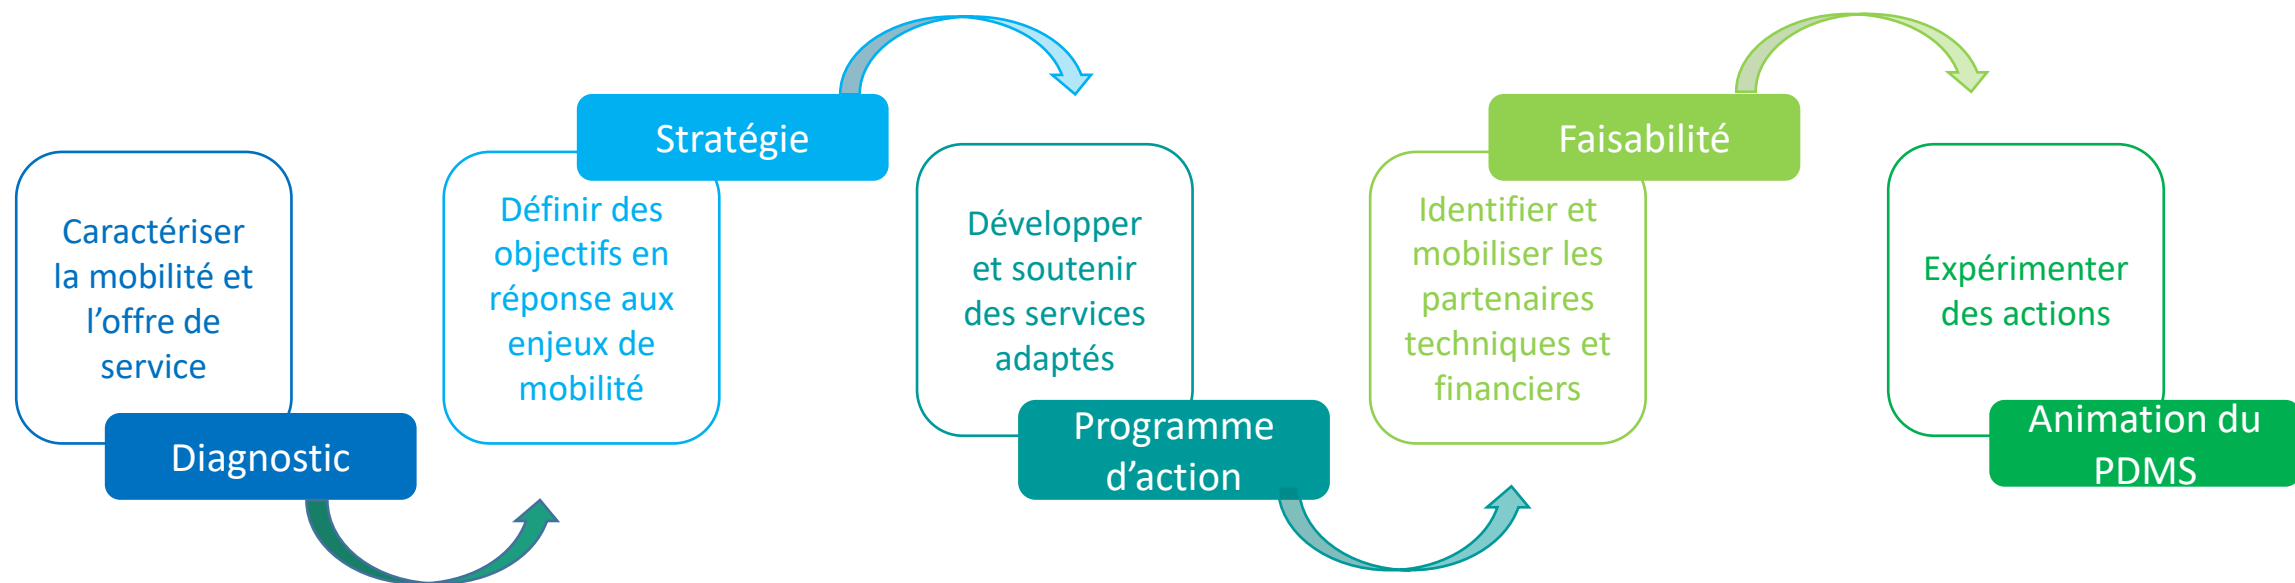 Caractériser
la mobilité et
l’offre de
service
Diagnostic
Stratégie
Définir des
objectifs en
réponse aux
enjeux de
mobilité
Développer
et soutenir
des services
adaptés
Programme
d’action
Faisabilité
Identifier et
mobiliser les
partenaires
techniques et
financiers
Expérimenter
des actions
Animation du
PDMS